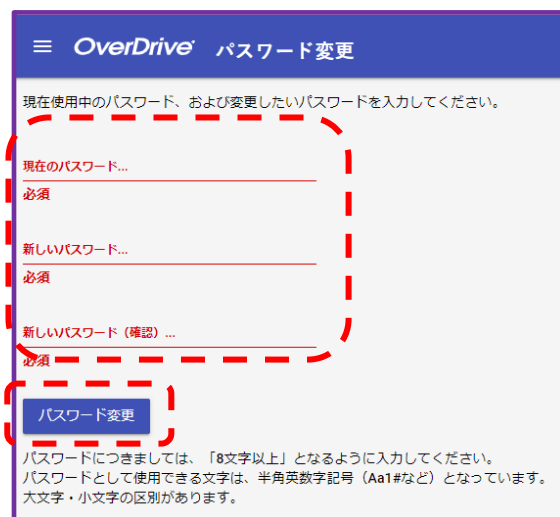 OverDrive パスワード変更
現在使用中のパスワード、および変更したいパスワードを入力してください。
現在のパスワード...
必須
新しいパスワード...
必須
新しいパスワード（確認）...
必須
パスワード変更
パスワードにつきましては、「8文字以上」となるように入力してください。
パスワードとして使用できる文字は、半角英数字記号（Aa1#など）となっています。
大文字・小文字の区別があります。